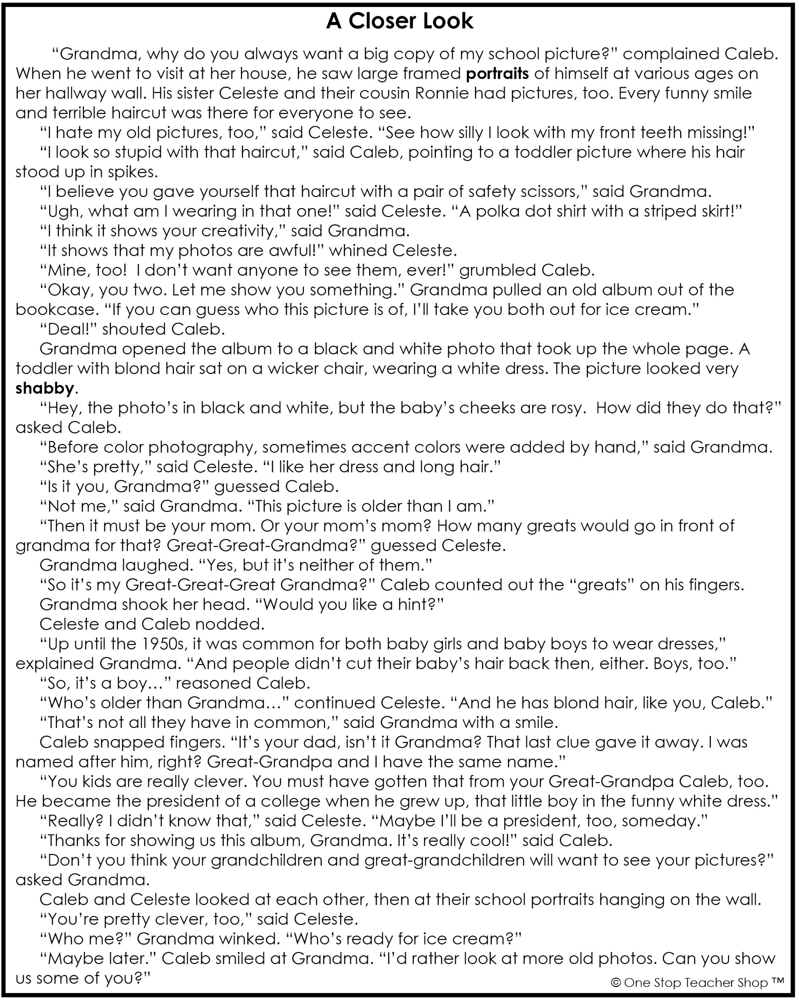 A Closer Look
“Grandma, why do you always want a big copy of my school picture?” complained Caleb.
When he went to visit at her house, he saw large framed portraits of himself at various ages on
her hallway wall. His sister Celeste and their cousin Ronnie had pictures, too. Every funny smile
and terrible haircut was there for everyone to see.
“I hate my old pictures, too,” said Celeste. “See how silly I look with my front teeth missing!”
“I look so stupid with that haircut,” said Caleb, pointing to a toddler picture where his hair
stood up in spikes.
“I believe you gave yourself that haircut with a pair of safety scissors,” said Grandma.
“Ugh, what am I wearing in that one!” said Celeste. “A polka dot shirt with a striped skirt!”
“I think it shows your creativity,” said Grandma.
“It shows that my photos are awful!” whined Celeste.
“Mine, too!  I don’t want anyone to see them, ever!” grumbled Caleb.
“Okay, you two. Let me show you something.” Grandma pulled an old album out of the
bookcase. “If you can guess who this picture is of, I’ll take you both out for ice cream.”
“Deal!” shouted Caleb.
Grandma opened the album to a black and white photo that took up the whole page. A
toddler with blond hair sat on a wicker chair, wearing a white dress. The picture looked very
shabby.
“Hey, the photo’s in black and white, but the baby’s cheeks are rosy.  How did they do that?”
asked Caleb.
“Before color photography, sometimes accent colors were added by hand,” said Grandma.
“She’s pretty,” said Celeste. “I like her dress and long hair.”
“Is it you, Grandma?” guessed Caleb.
“Not me,” said Grandma. “This picture is older than I am.”
“Then it must be your mom. Or your mom’s mom? How many greats would go in front of
grandma for that? Great-Great-Grandma?” guessed Celeste.
Grandma laughed. “Yes, but it’s neither of them.”
“So it’s my Great-Great-Great Grandma?” Caleb counted out the “greats” on his fingers.
Grandma shook her head. “Would you like a hint?”
Celeste and Caleb nodded.
“Up until the 1950s, it was common for both baby girls and baby boys to wear dresses,”
explained Grandma. “And people didn’t cut their baby’s hair back then, either. Boys, too.”
“So, it’s a boy…” reasoned Caleb.
“Who’s older than Grandma…” continued Celeste. “And he has blond hair, like you, Caleb.”
“That’s not all they have in common,” said Grandma with a smile.
Caleb snapped fingers. “It’s your dad, isn’t it Grandma? That last clue gave it away. I was
named after him, right? Great-Grandpa and I have the same name.”
“You kids are really clever. You must have gotten that from your Great-Grandpa Caleb, too.
He became the president of a college when he grew up, that little boy in the funny white dress.”
“Really? I didn’t know that,” said Celeste. “Maybe I’ll be a president, too, someday.”
“Thanks for showing us this album, Grandma. It’s really cool!” said Caleb.
“Don’t you think your grandchildren and great-grandchildren will want to see your pictures?”
asked Grandma.
Caleb and Celeste looked at each other, then at their school portraits hanging on the wall.
“You’re pretty clever, too,” said Celeste.
“Who me?” Grandma winked. “Who’s ready for ice cream?”
“Maybe later.” Caleb smiled at Grandma. “I’d rather look at more old photos. Can you show
us some of you?”
© One Stop Teacher Shop ™